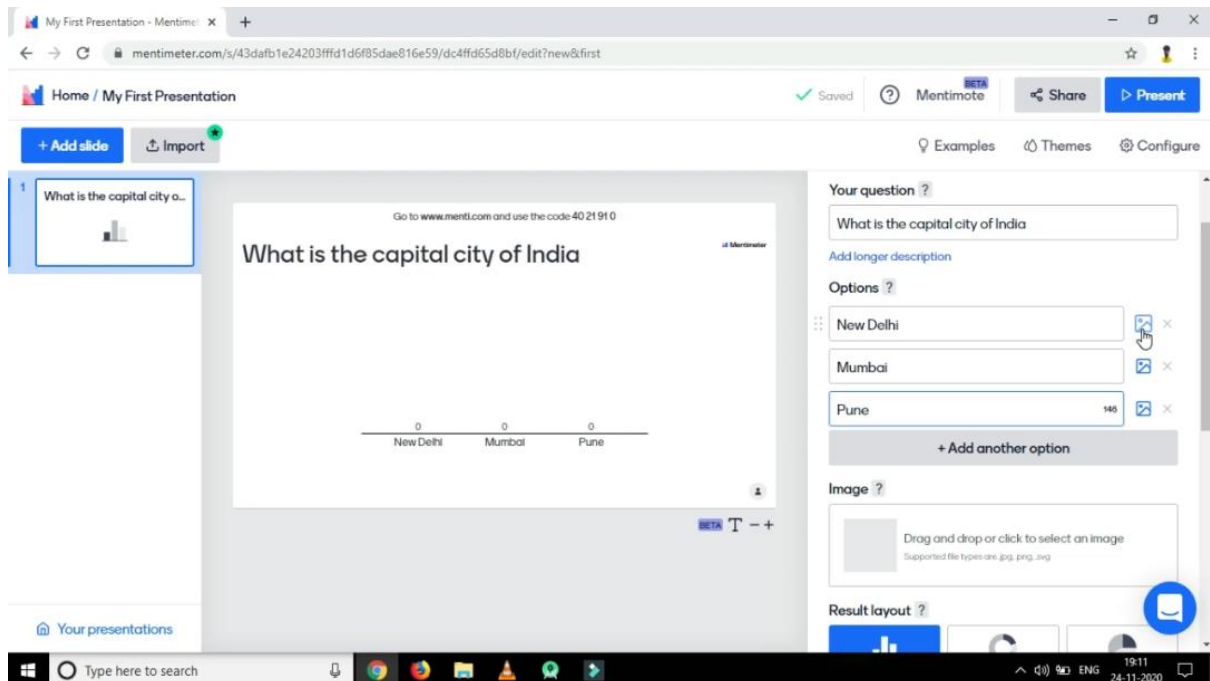 My First Presentation - Mentimet
mentimeter.com/s/43dafb1e24203fffd1d6f85dae816e59/dc4ffd65d8bf/edit?new&first
Home / My First Presentation
Saved
?
BETA
Mentimote
Share
Present
+ Add slide
Import
Examples
Themes
Configure
1
What is the capital city o...
Go to www.menti.com and use the code 40 21 91 0
What is the capital city of India
Mentimeter
0 0 0
New Delhi Mumbai Pune
BETA T - +
Your question ?
What is the capital city of India
Add longer description
Options ?
New Delhi
Mumbai
Pune 146
+ Add another option
Image ?
Drag and drop or click to select an image
Supported file types are .jpg, .png, .svg
Result layout ?
Your presentations
Type here to search
ENG
19:11
24-11-2020